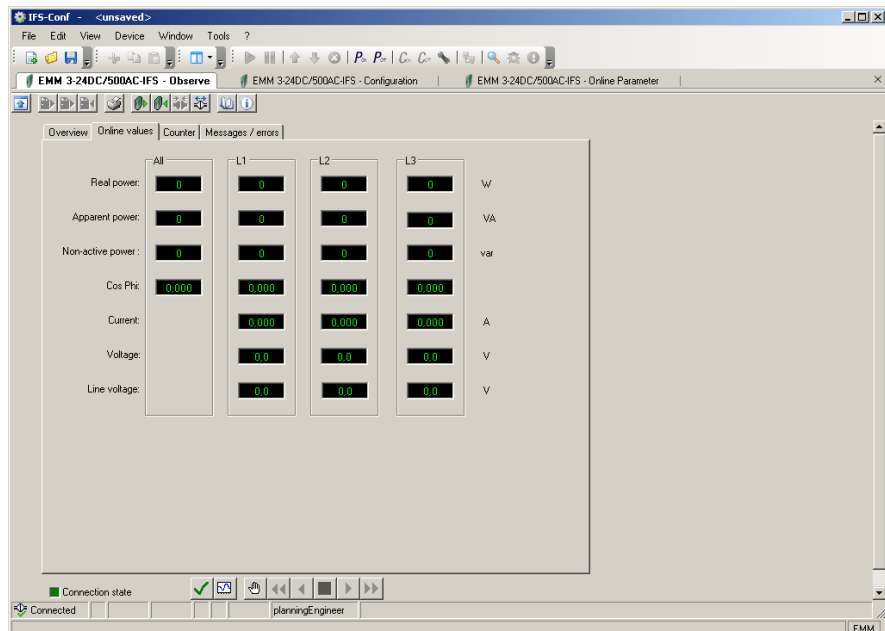 IFS-Conf - <unsaved>
File Edit View Device Window Tools ?
EMM 3-24DC/500AC-IFS - Observe EMM 3-24DC/500AC-IFS - Configuration | EMM 3-24DC/500AC-IFS - Online Parameter |
Overview Online values Counter Messages / errors
All L1 L2 L3
Real power: 0 0 0 0 W
Apparent power: 0 0 0 0 VA
Non-active power : 0 0 0 0 var
Cos Phi: 0,000 0,000 0,000 0,000
Current: 0,000 0,000 0,000 A
Voltage: 0,0 0,0 0,0 V
Line voltage: 0,0 0,0 0,0 V
Connection state
Connected planningEngineer
EMM